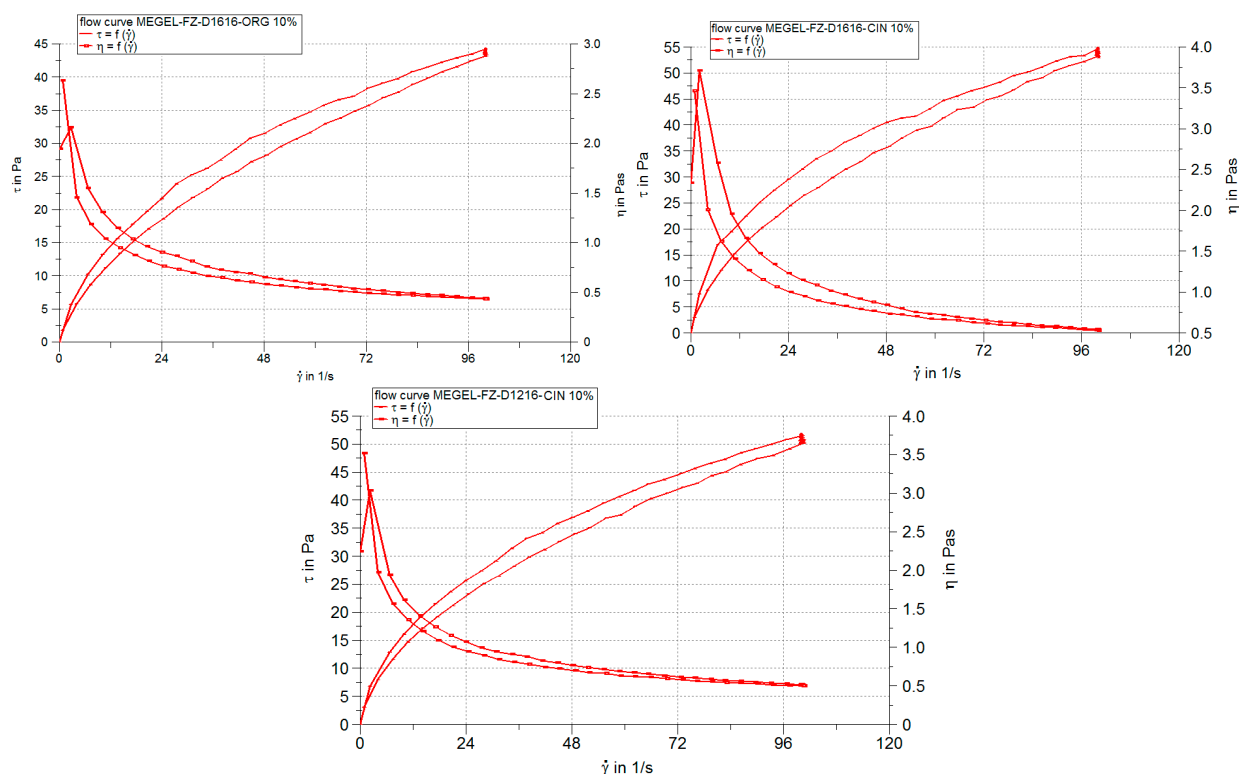 flow curve MEGEL-FZ-D1616-ORG 10%
τ = f (γ̇)
η = f (γ̇)
45
40
35
30
25
20
15
10
5
0
τ in Pa
3.0
2.5
2.0
1.5
1.0
0.5
0.0
η in Pas
0 24 48 72 96 120
γ̇ in 1/s
flow curve MEGEL-FZ-D1616-CIN 10%
τ = f (γ̇)
η = f (γ̇)
55
50
45
40
35
30
25
20
15
10
5
0
η in Pas
τ in Pa
4.0
3.5
3.0
2.5
2.0
1.5
1.0
0.5
η in Pas
0 24 48 72 96 120
γ̇ in 1/s
flow curve MEGEL-FZ-D1216-CIN 10%
τ = f (γ̇)
η = f (γ̇)
55
50
45
40
35
30
25
20
15
10
5
0
τ in Pa
4.0
3.5
3.0
2.5
2.0
1.5
1.0
0.5
0
η in Pas
0 24 48 72 96 120
γ̇ in 1/s